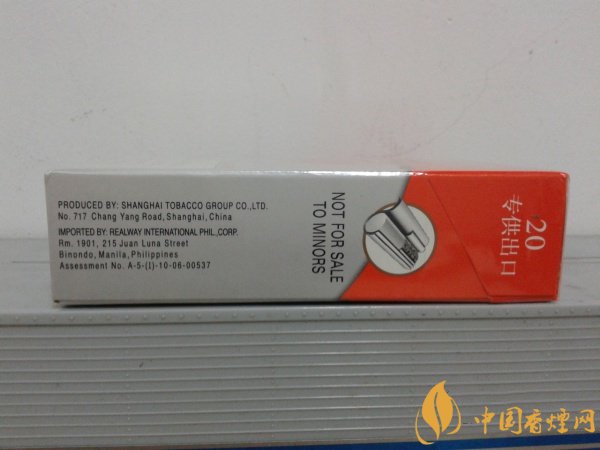 PRODUCED BY: SHANGHAI TOBACCO GROUP CO.,LTD.
No. 717 Chang Yang Road, Shanghai, China
IMPORTED BY: REALWAY INTERNATIONAL PHIL.,CORP.
Rm. 1901, 215 Juan Luna Street
Binondo, Manila, Philippines
Assessment No. A-5-(I)-10-06-00537
NOT FOR SALE
TO MINORS
20
专供出口
中国香烟网